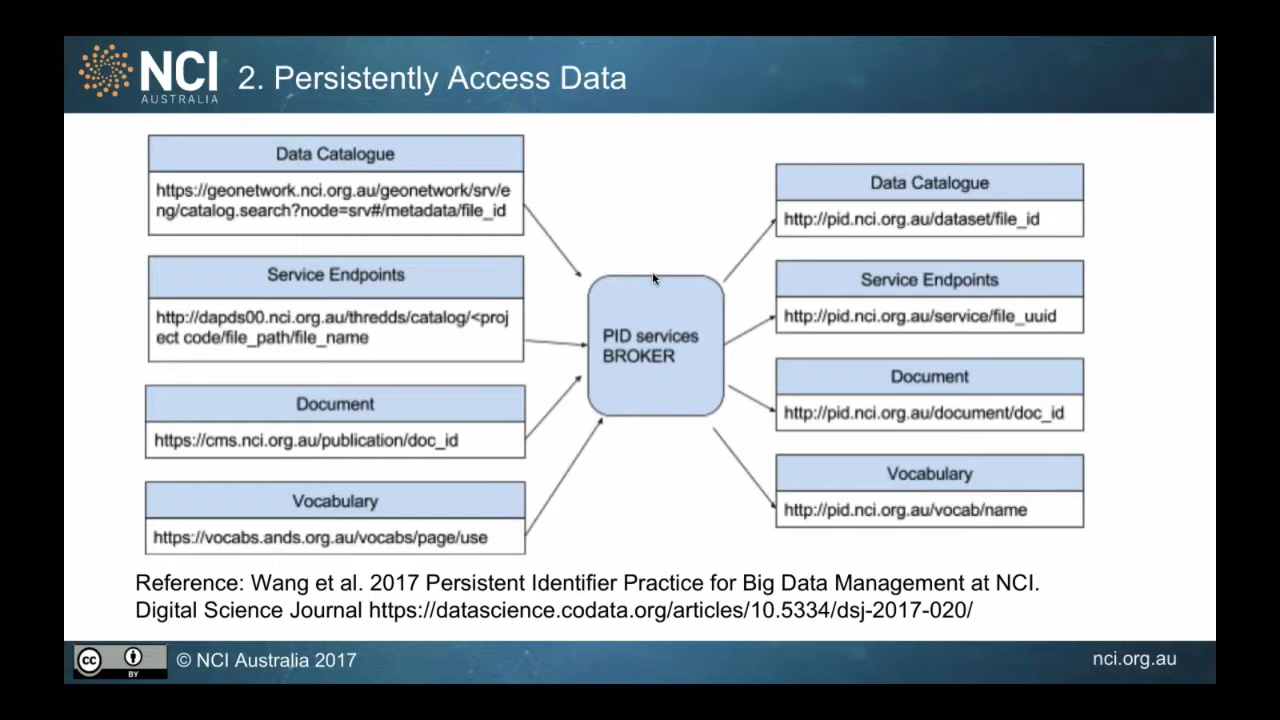 NCI
AUSTRALIA
2. Persistently Access Data
Data Catalogue
https://geonetwork.nci.org.au/geonetwork/srv/e
ng/catalog.search?node=srv#/metadata/file_id
Service Endpoints
http://dapds00.nci.org.au/thredds/catalog/<proj
ect code/file_path/file_name
Document
https://cms.nci.org.au/publication/doc_id
Vocabulary
https://vocabs.ands.org.au/vocabs/page/use
PID services
BROKER
Data Catalogue
http://pid.nci.org.au/dataset/file_id
Service Endpoints
http://pid.nci.org.au/service/file_uuid
Document
http://pid.nci.org.au/document/doc_id
Vocabulary
http://pid.nci.org.au/vocab/name
Reference: Wang et al. 2017 Persistent Identifier Practice for Big Data Management at NCI.
Digital Science Journal https://datascience.codata.org/articles/10.5334/dsj-2017-020/
cc
BY
© NCI Australia 2017
nci.org.au